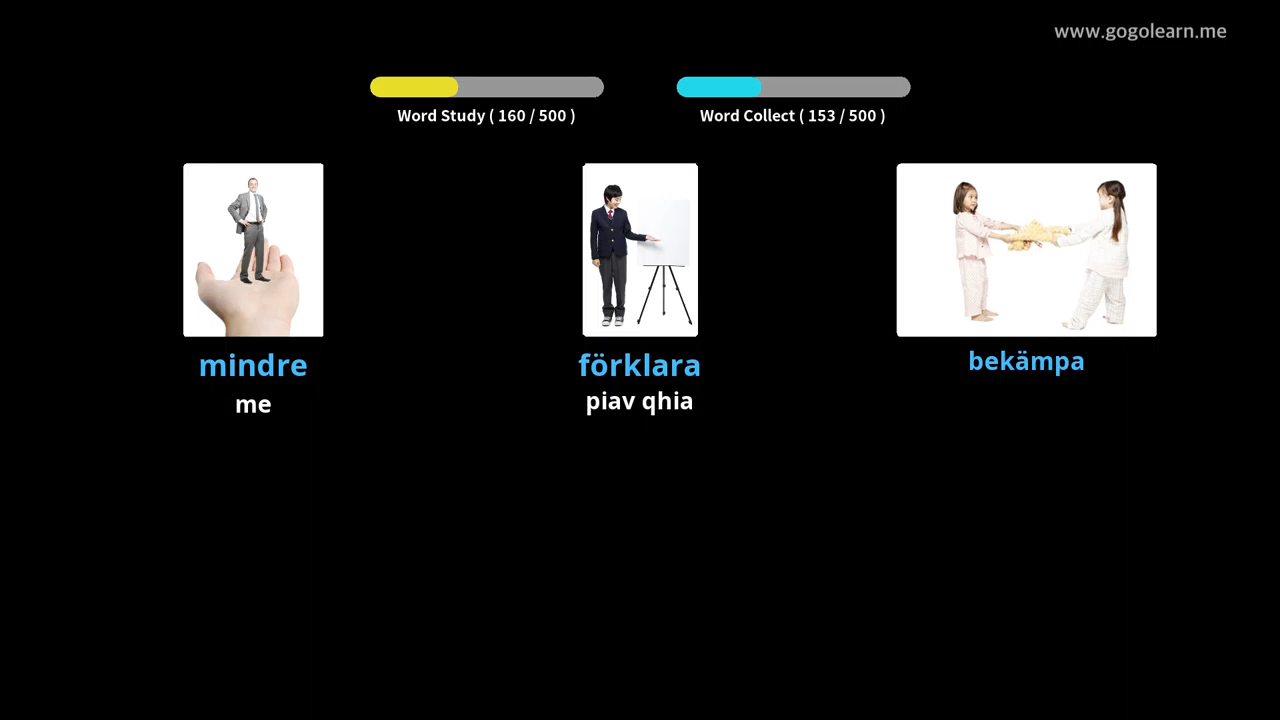 www.gogolearn.me
Word Study ( 160 / 500 )
Word Collect ( 153 / 500 )
mindre
me
förklara
piav qhia
bekämpa